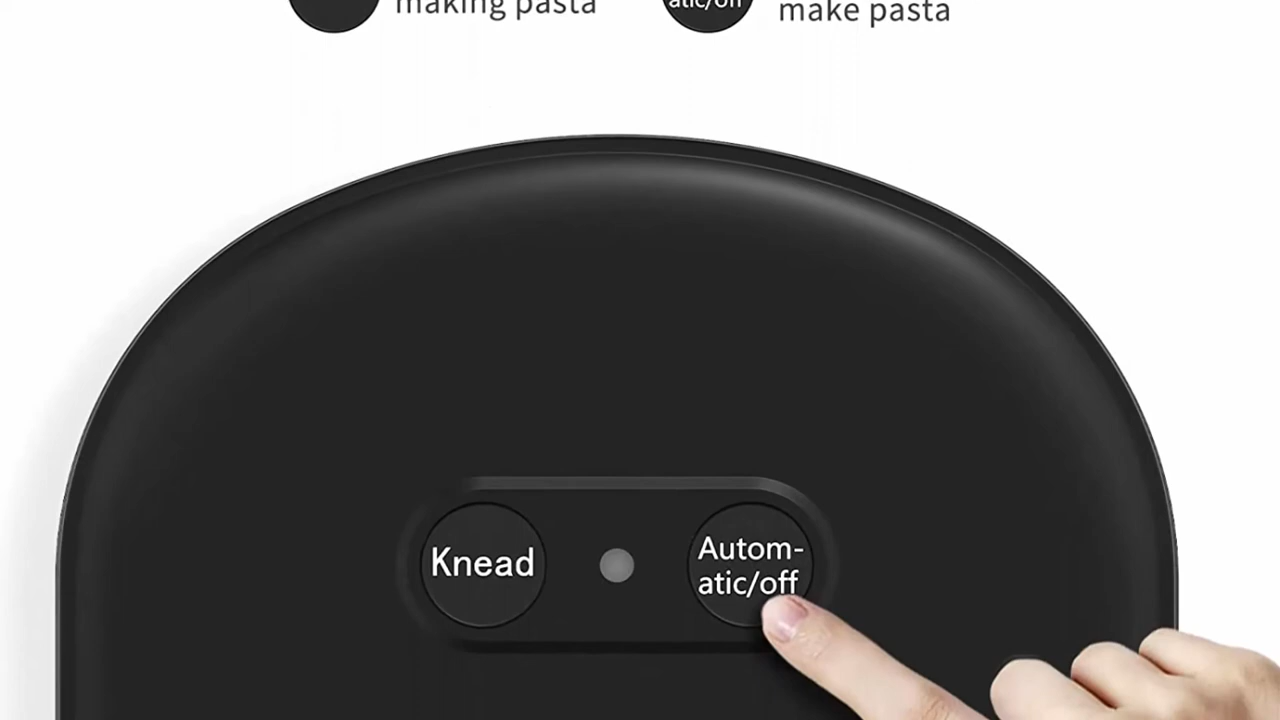 making pasta
atic/off
make pasta
Knead
Autom-
atic/off